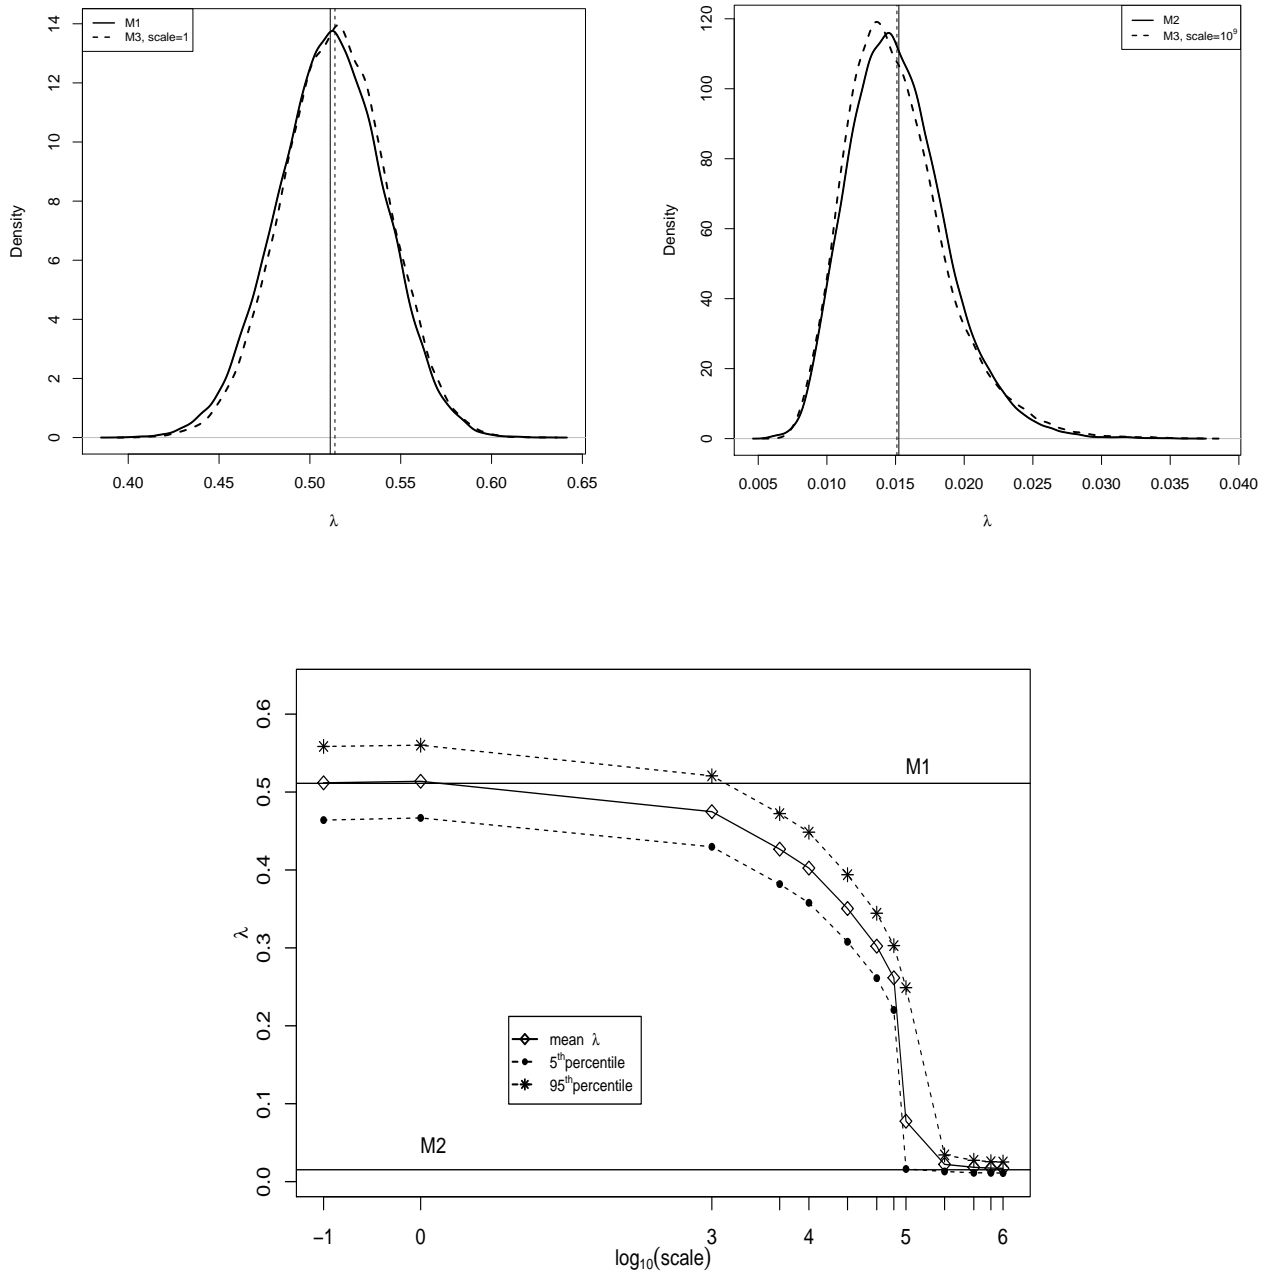 M1
M3, scale=1
Density
0 2 4 6 8 10 12 14
0.40 0.45 0.50 0.55 0.60 0.65
λ
M2
M3, scale=10⁹
Density
0 20 40 60 80 100 120
0.005 0.010 0.015 0.020 0.025 0.030 0.035 0.040
λ
λ
0.0 0.1 0.2 0.3 0.4 0.5 0.6
M1
mean λ
5ᵗʰpercentile
95ᵗʰpercentile
M2
−1 0 3 4 5 6
log₁₀(scale)